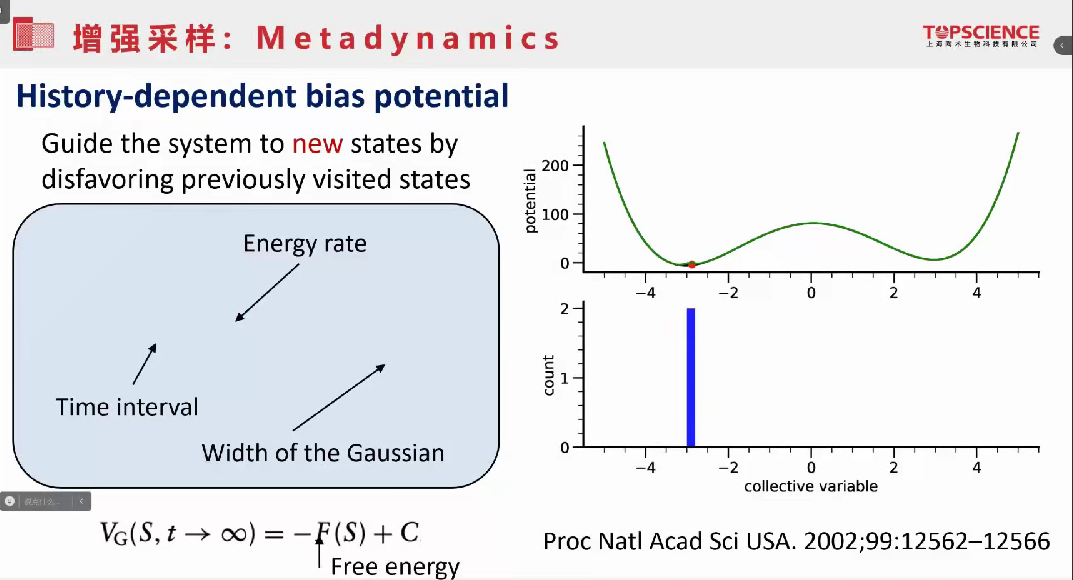 增强采样: Metadynamics
TOPSCIENCE
上海陶术生物科技有限公司
History-dependent bias potential
Guide the system to new states by
disfavoring previously visited states
Energy rate
Time interval
Width of the Gaussian
V_G(S, t → ∞) = −F(S) + C
Free energy
potential
200
100
0
−4 −2 0 2 4
count
2
1
0
−4 −2 0 2 4
collective variable
Proc Natl Acad Sci USA. 2002;99:12562–12566